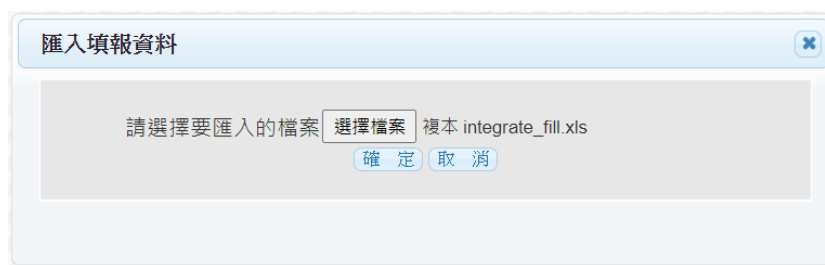 匯入填報資料
請選擇要匯入的檔案 選擇檔案 複本 integrate_fill.xls
確 定 取 消